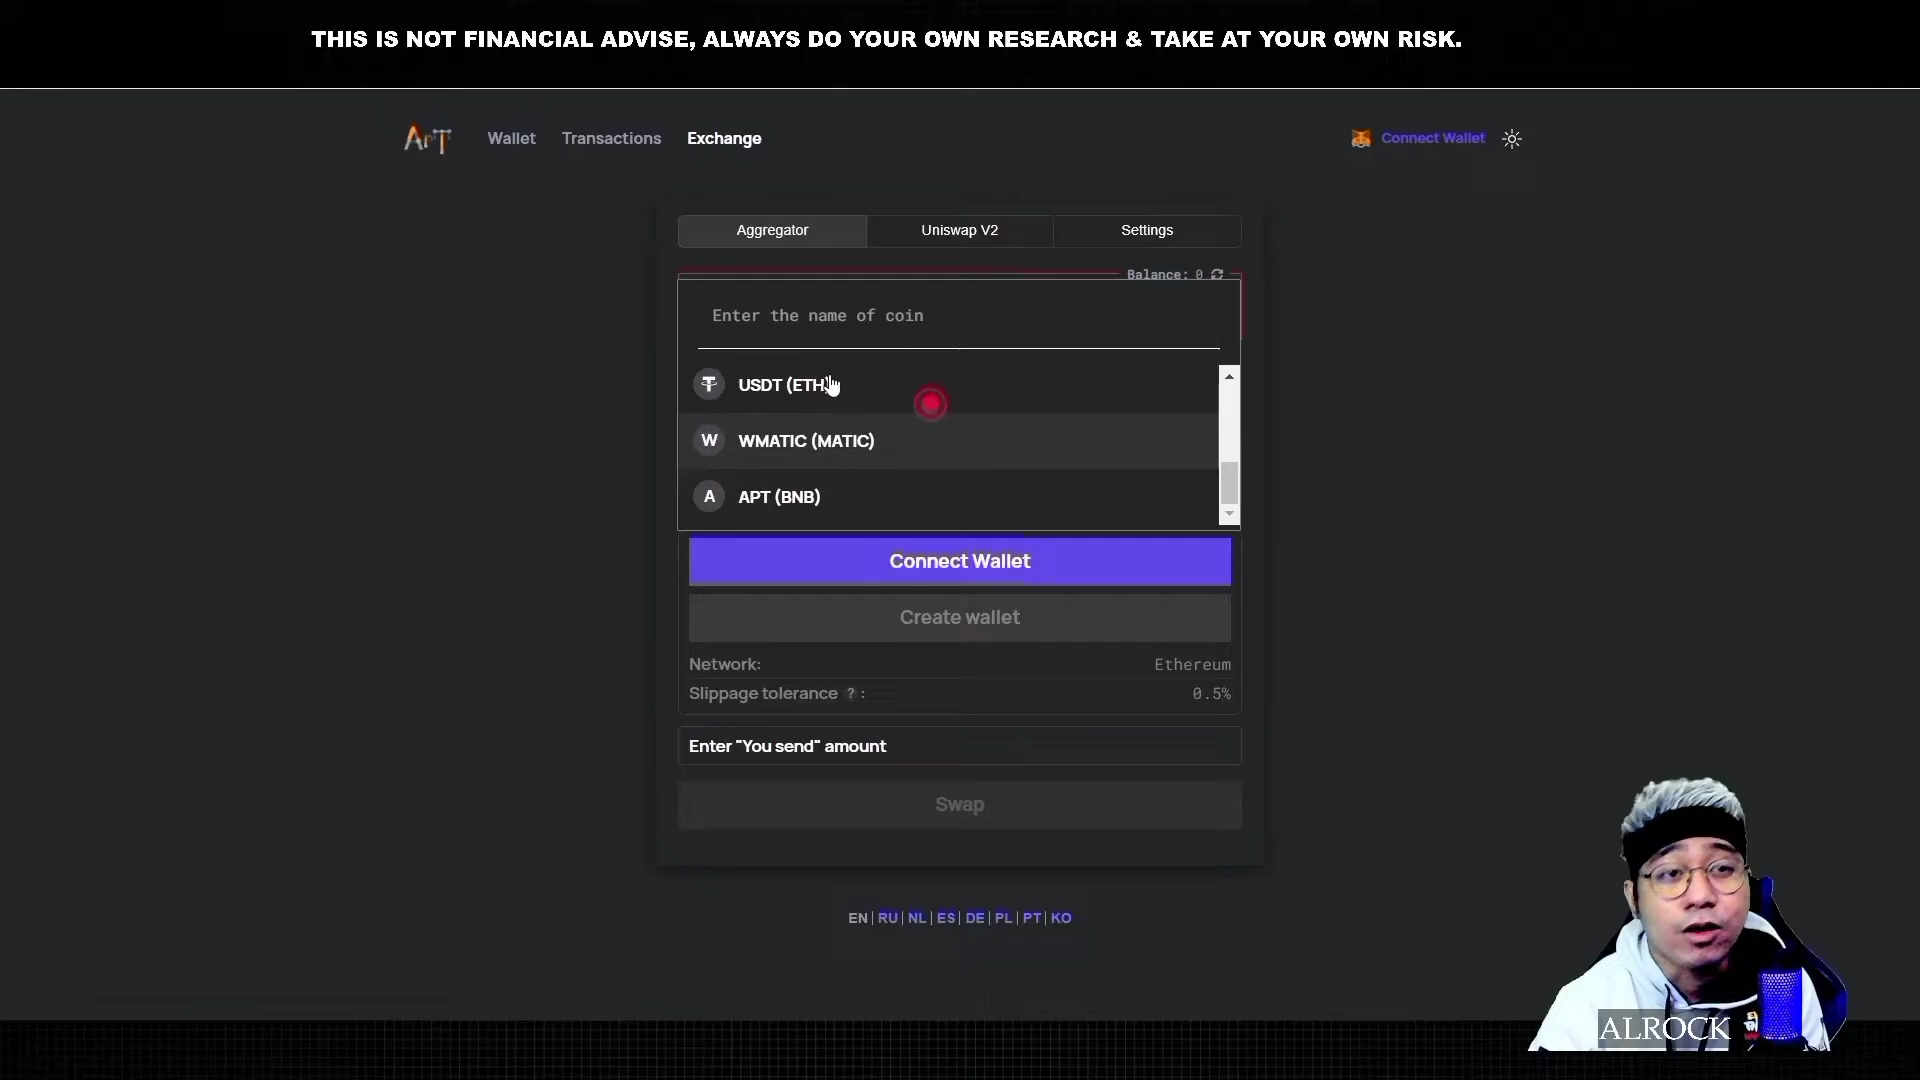 THIS IS NOT FINANCIAL ADVISE, ALWAYS DO YOUR OWN RESEARCH & TAKE AT YOUR OWN RISK.
APT Wallet Transactions Exchange Connect Wallet
Aggregator Uniswap V2 Settings
Balance: 0
Enter the name of coin
USDT (ETH)
W WMATIC (MATIC)
A APT (BNB)
Connect Wallet
Create wallet
Network: Ethereum
Slippage tolerance ? : 0.5%
Enter "You send" amount
Swap
EN | RU | NL | ES | DE | PL | PT | KO
ALROCK